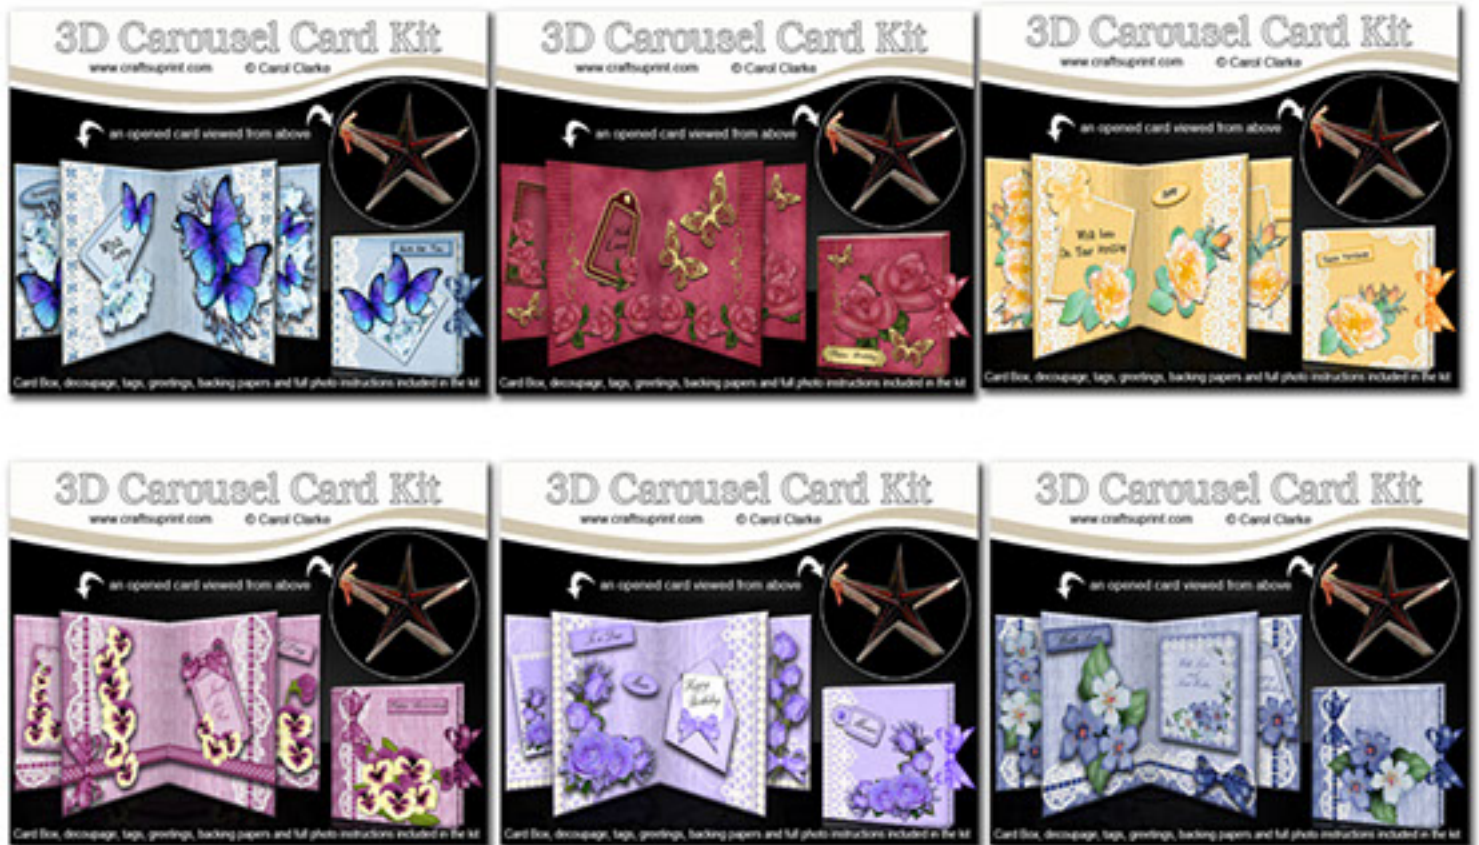 3D Carousel Card Kit
www.craftsuprint.com © Carol Clarke
an opened card viewed from above
With
Card Box, decoupage, tags, greetings, backing papers and full photo instructions included in the kit
3D Carousel Card Kit
www.craftsuprint.com © Carol Clarke
an opened card viewed from above
With
Love
Happy Birthday
Card Box, decoupage, tags, greetings, backing papers and full photo instructions included in the kit
3D Carousel Card Kit
www.craftsuprint.com © Carol Clarke
an opened card viewed from above
With Love
On Your Wedding
Card Box, decoupage, tags, greetings, backing papers and full photo instructions included in the kit
3D Carousel Card Kit
www.craftsuprint.com © Carol Clarke
an opened card viewed from above
Card Box, decoupage, tags, greetings, backing papers and full photo instructions included in the kit
3D Carousel Card Kit
www.craftsuprint.com © Carol Clarke
an opened card viewed from above
To a Dear
Happy
Birthday
Card Box, decoupage, tags, greetings, backing papers and full photo instructions included in the kit
3D Carousel Card Kit
www.craftsuprint.com © Carol Clarke
an opened card viewed from above
With Love
Card Box, decoupage, tags, greetings, backing papers and full photo instructions included in the kit